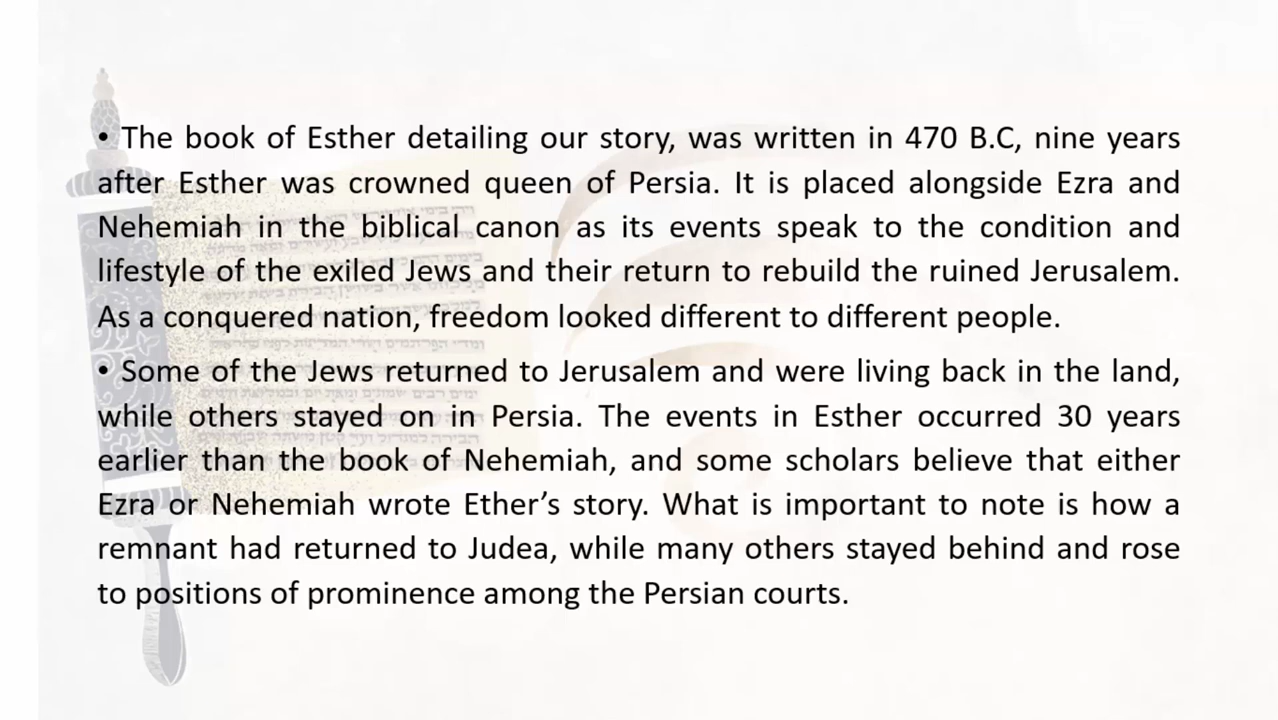 • The book of Esther detailing our story, was written in 470 B.C, nine years
after Esther was crowned queen of Persia. It is placed alongside Ezra and
Nehemiah in the biblical canon as its events speak to the condition and
lifestyle of the exiled Jews and their return to rebuild the ruined Jerusalem.
As a conquered nation, freedom looked different to different people.
• Some of the Jews returned to Jerusalem and were living back in the land,
while others stayed on in Persia. The events in Esther occurred 30 years
earlier than the book of Nehemiah, and some scholars believe that either
Ezra or Nehemiah wrote Ether’s story. What is important to note is how a
remnant had returned to Judea, while many others stayed behind and rose
to positions of prominence among the Persian courts.